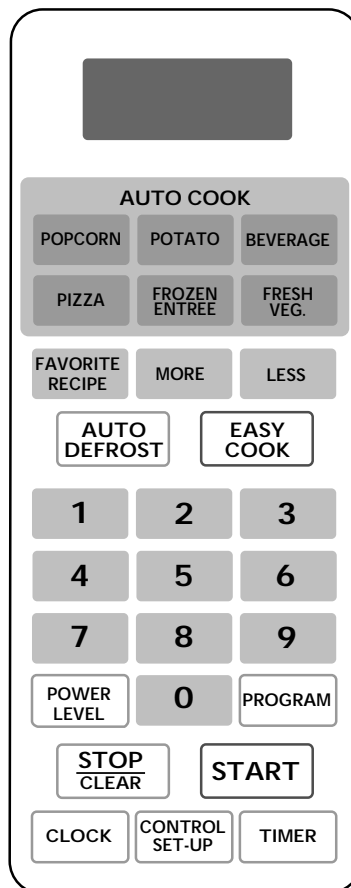 AUTO COOK
POPCORN POTATO BEVERAGE
PIZZA FROZEN ENTREE FRESH VEG.
FAVORITE RECIPE MORE LESS
AUTO DEFROST EASY COOK
1 2 3
4 5 6
7 8 9
POWER LEVEL 0 PROGRAM
STOP CLEAR START
CLOCK CONTROL SET-UP TIMER